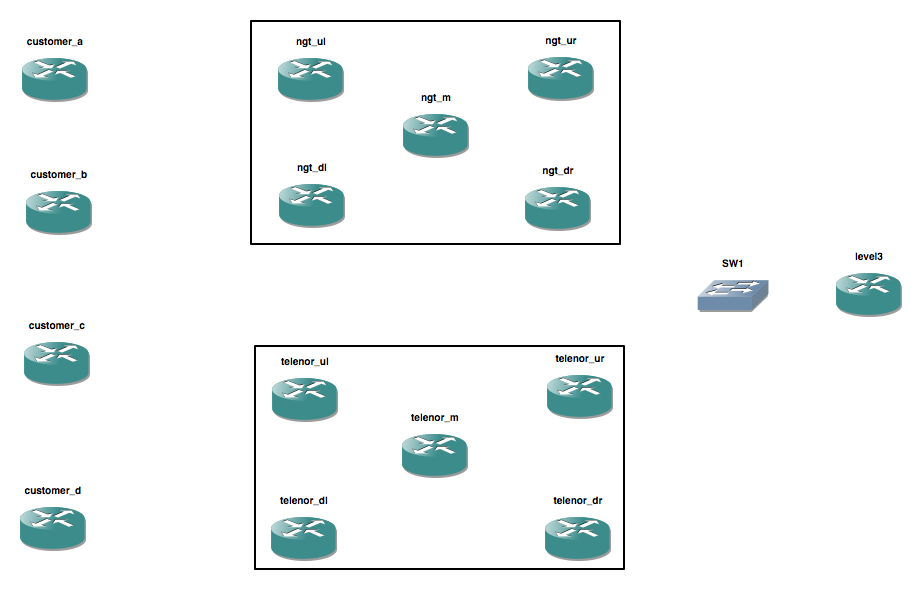 customer_a
ngt_ul
ngt_ur
ngt_m
customer_b
ngt_dl
ngt_dr
SW1
level3
customer_c
telenor_ul
telenor_ur
telenor_m
customer_d
telenor_dl
telenor_dr